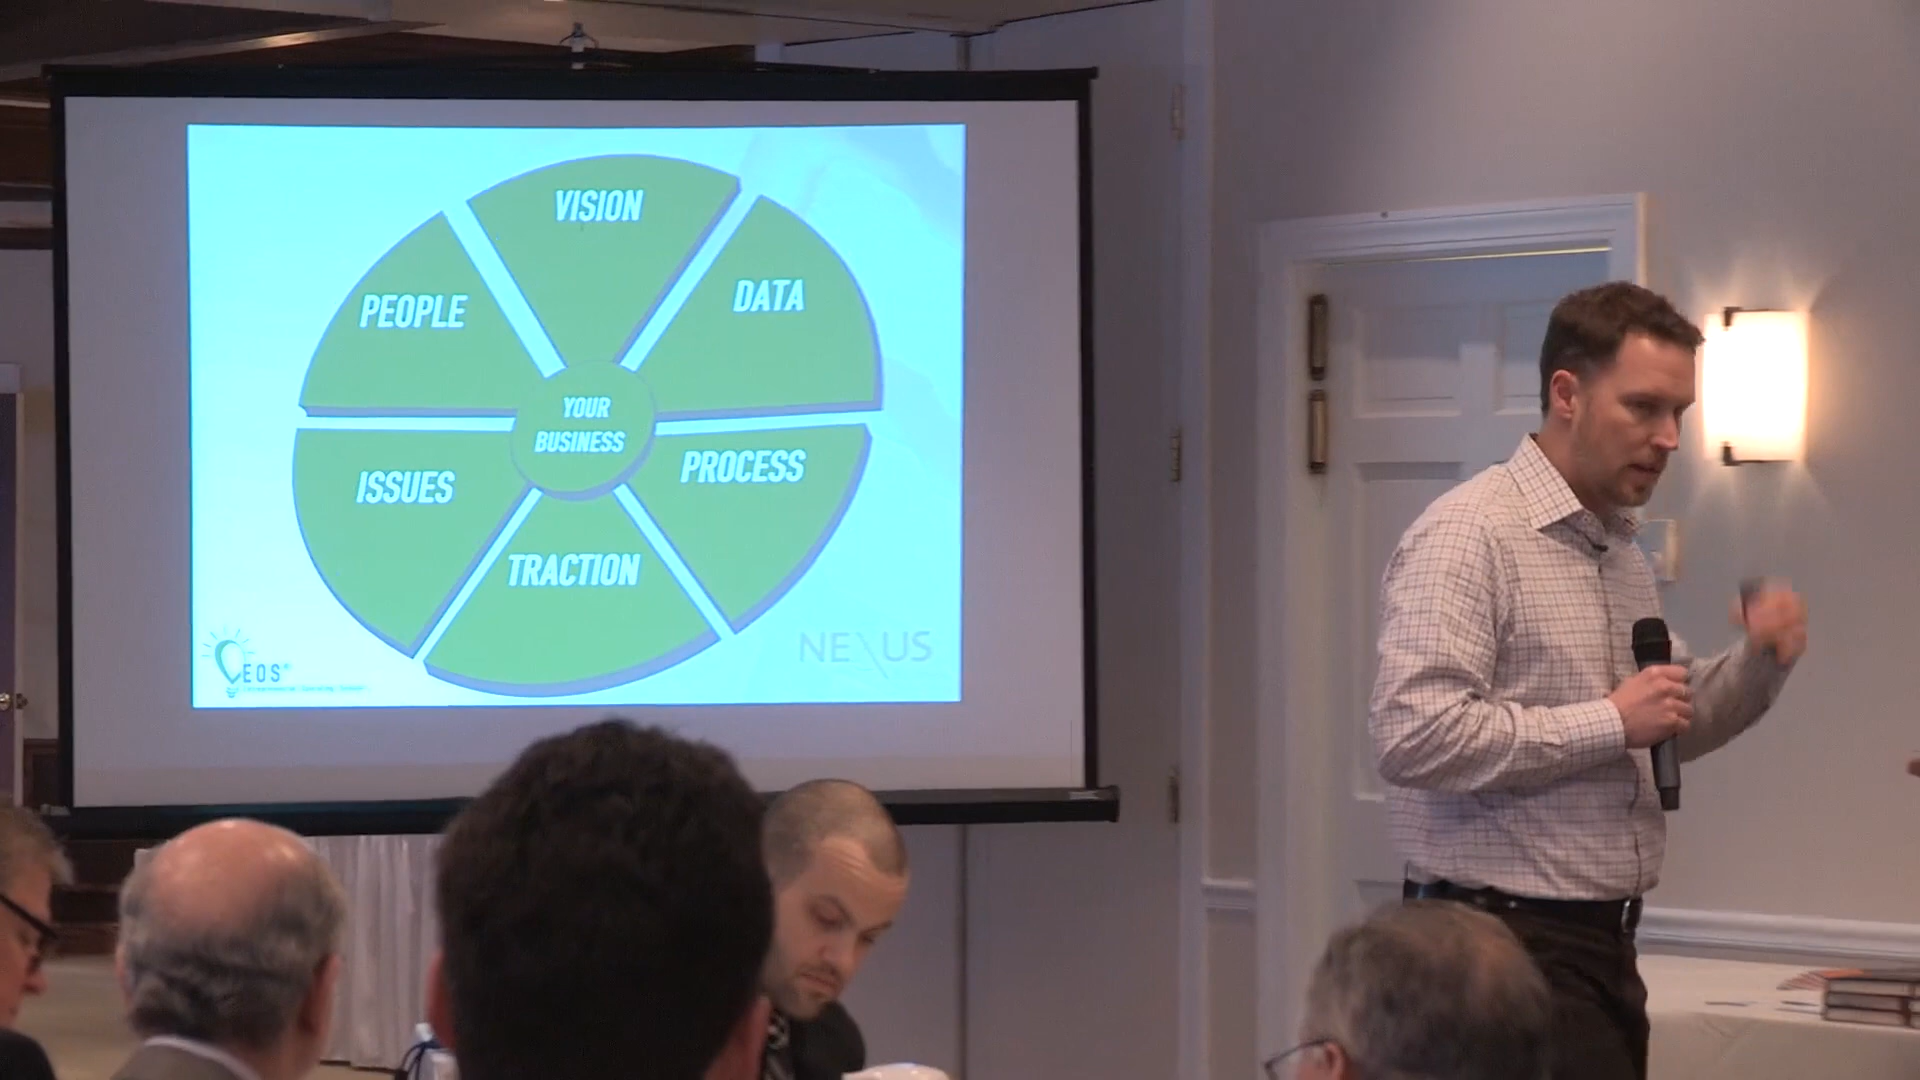 VISION
DATA
PEOPLE
YOUR
BUSINESS
PROCESS
ISSUES
TRACTION
EOS®
NEXUS